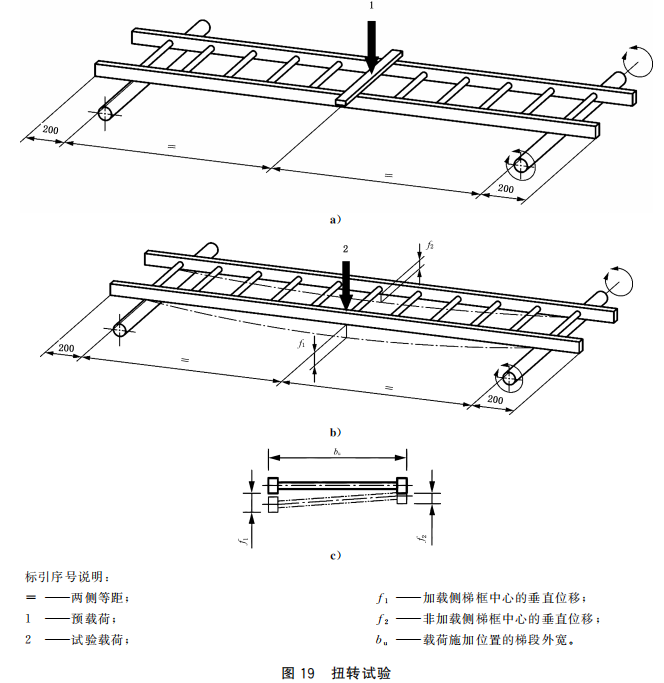 1
200
=
=
200
a）
2
f₂
f₁
200
=
=
200
b）
bᵤ
f₁
f₂
c）
标引序号说明：
= ——两侧等距； f₁ ——加载侧梯框中心的垂直位移；
1 ——预载荷； f₂ ——非加载侧梯框中心的垂直位移；
2 ——试验载荷； bᵤ ——载荷施加位置的梯段外宽。
图 19 扭转试验